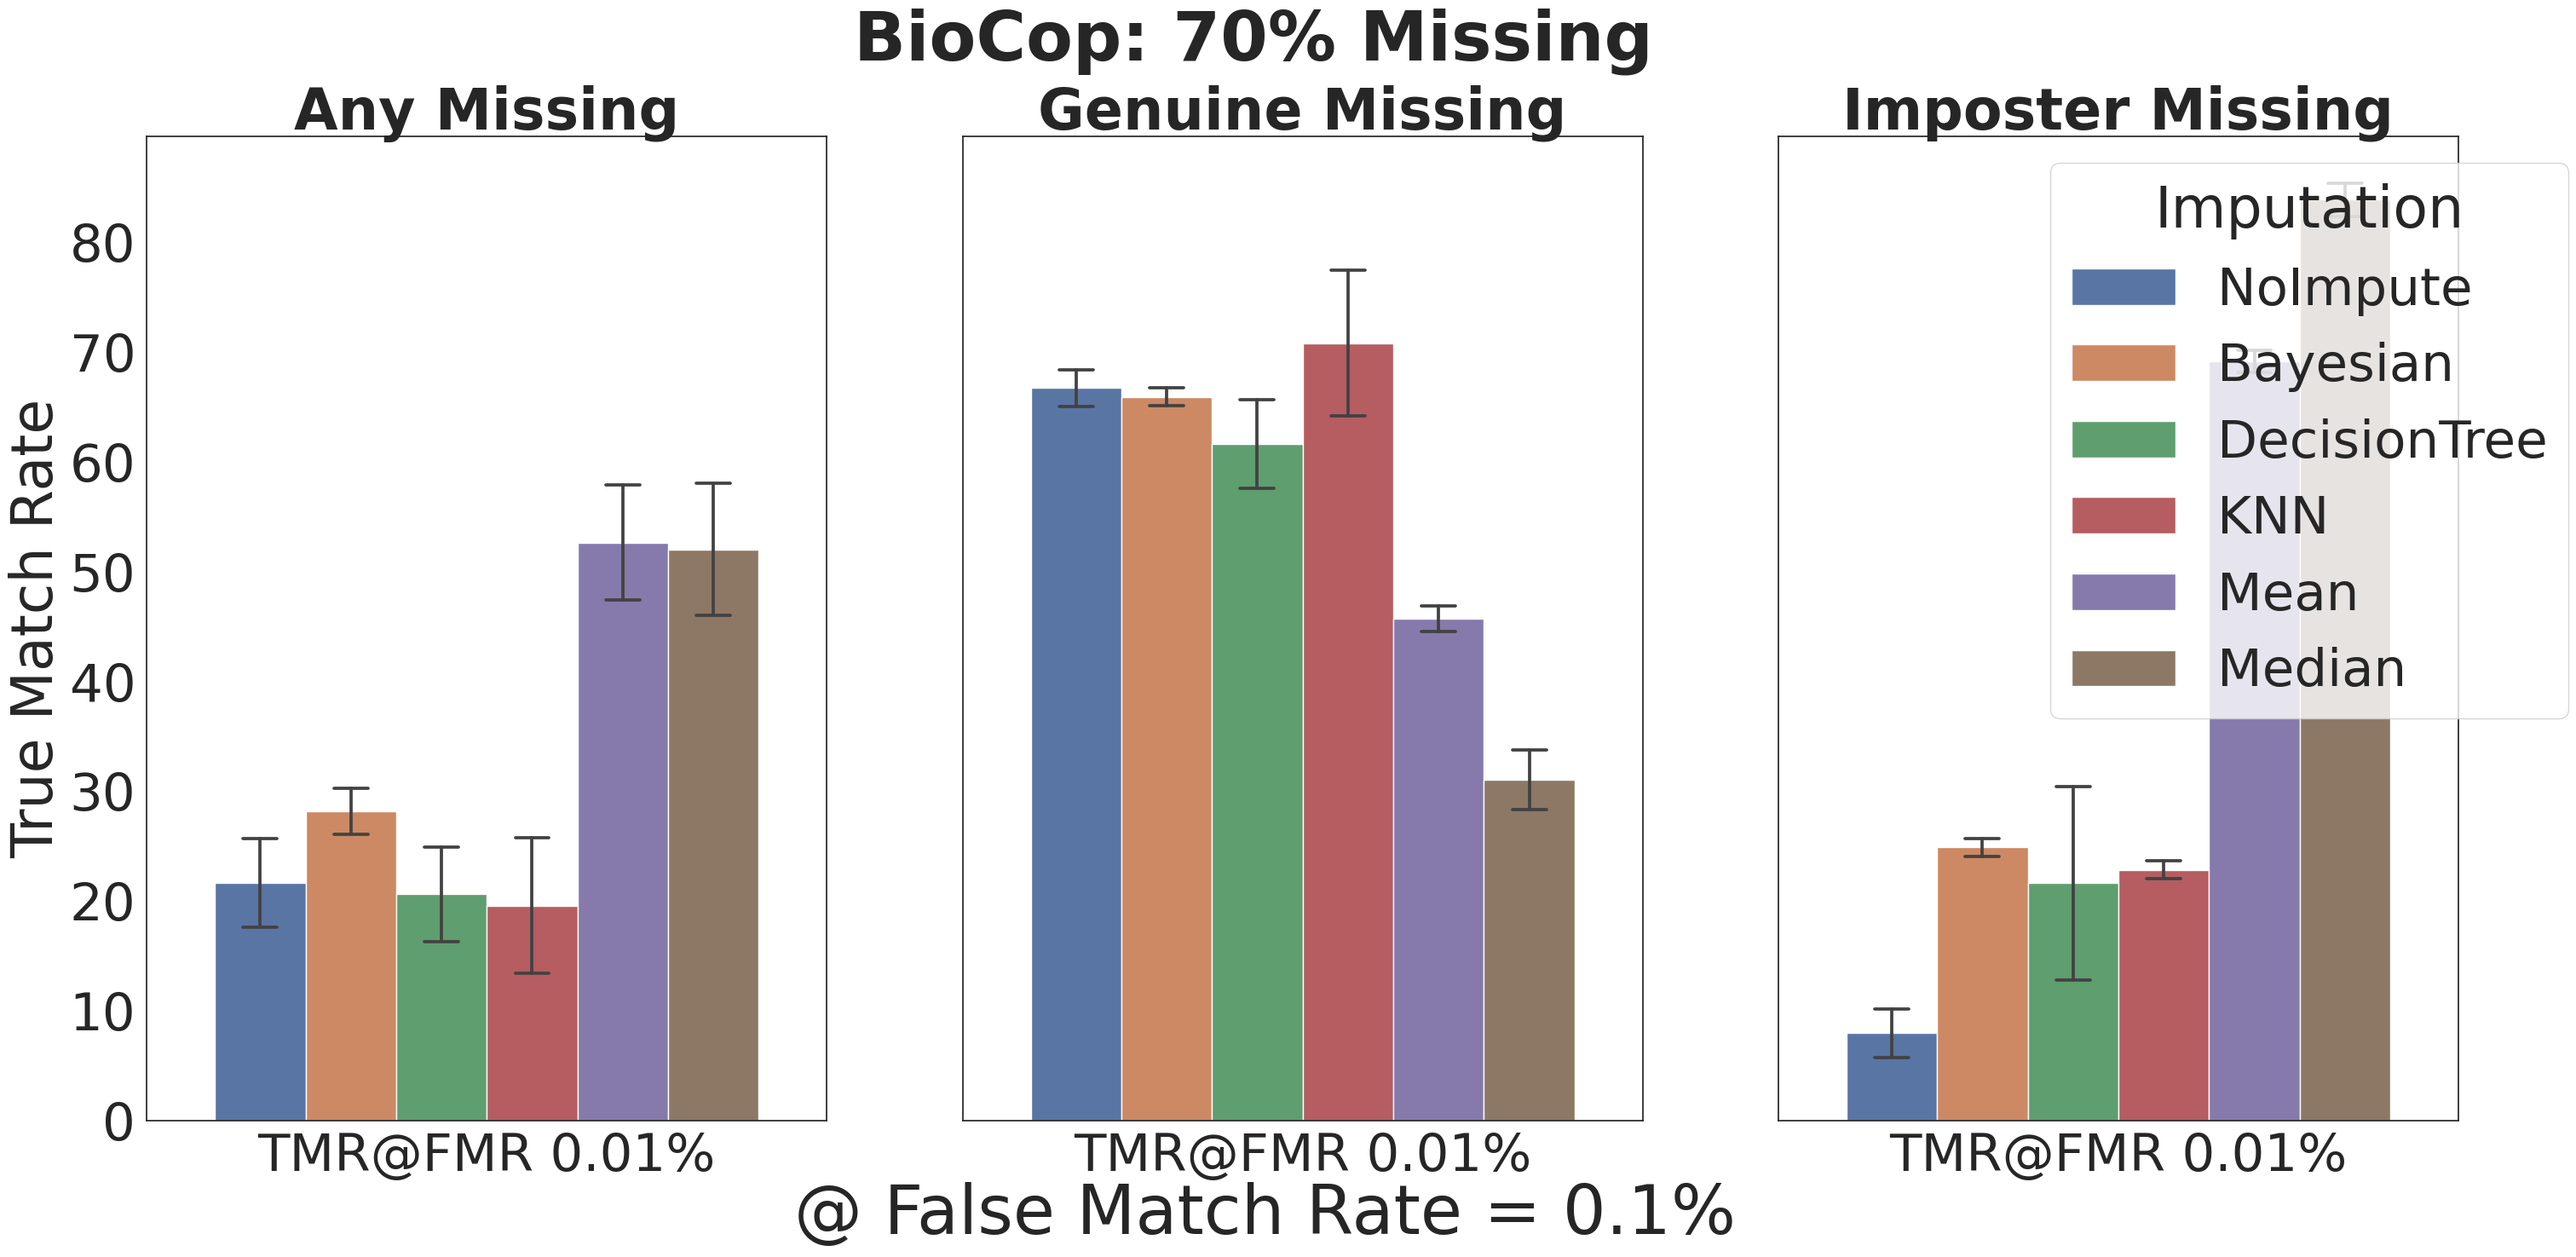 BioCop: 70% Missing
Any Missing
Genuine Missing
Imposter Missing
True Match Rate
80
70
60
50
40
30
20
10
0
Imputation
NoImpute
Bayesian
DecisionTree
KNN
Mean
Median
TMR@FMR 0.01%
TMR@FMR 0.01%
TMR@FMR 0.01%
@ False Match Rate = 0.1%